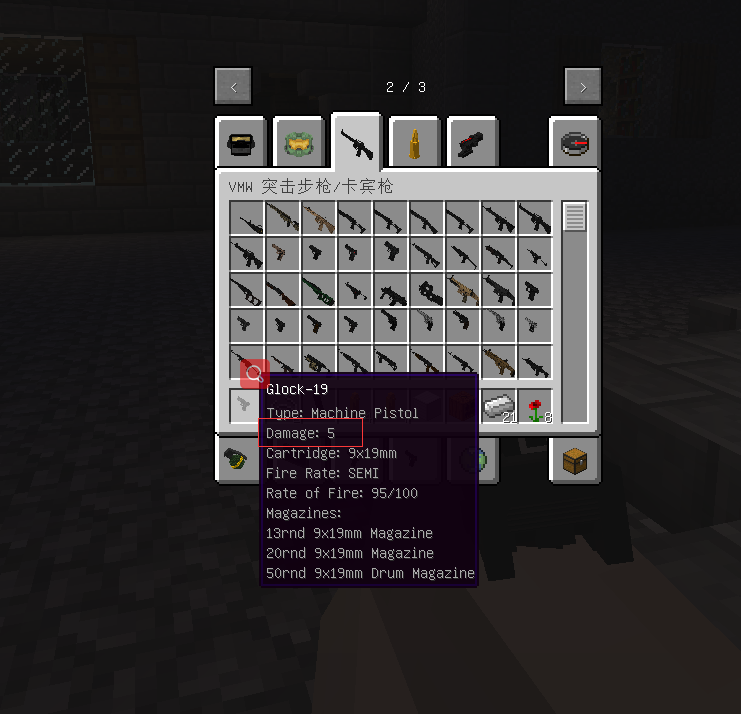 < 2 / 3 >
VMW 突击步枪/卡宾枪
21 8
Glock-19
Type: Machine Pistol
Damage: 5
Cartridge: 9x19mm
Fire Rate: SEMI
Rate of Fire: 95/100
Magazines:
13rnd 9x19mm Magazine
20rnd 9x19mm Magazine
50rnd 9x19mm Drum Magazine